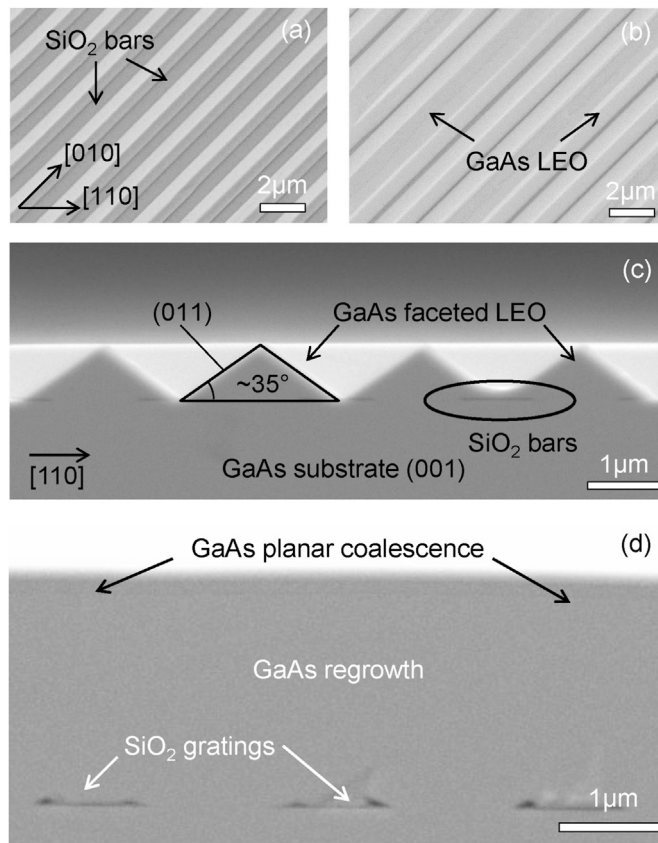 (a)
SiO₂ bars
[010]
[110]
2μm
(b)
GaAs LEO
2μm
(c)
(011)
GaAs faceted LEO
~35°
SiO₂ bars
[110]
GaAs substrate (001)
1μm
(d)
GaAs planar coalescence
GaAs regrowth
SiO₂ gratings
1μm